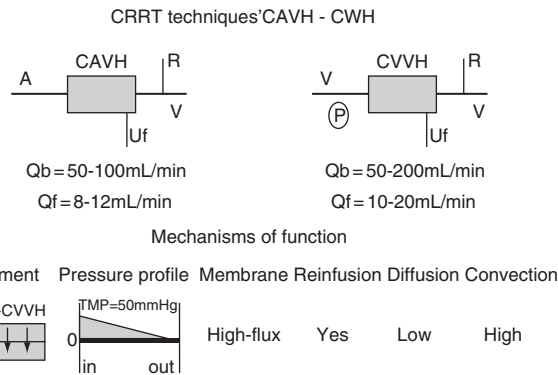 CRRT techniques'CAVH - CWH
CAVH R CVVH R
A V V
P
Uf Uf
Qb=50-100mL/min Qb=50-200mL/min
Qf=8-12mL/min Qf=10-20mL/min
Mechanisms of function
Pressure profile Membrane Reinfusion Diffusion Convection
-CVVH TMP=50mmHg
0 High-flux Yes Low High
in out